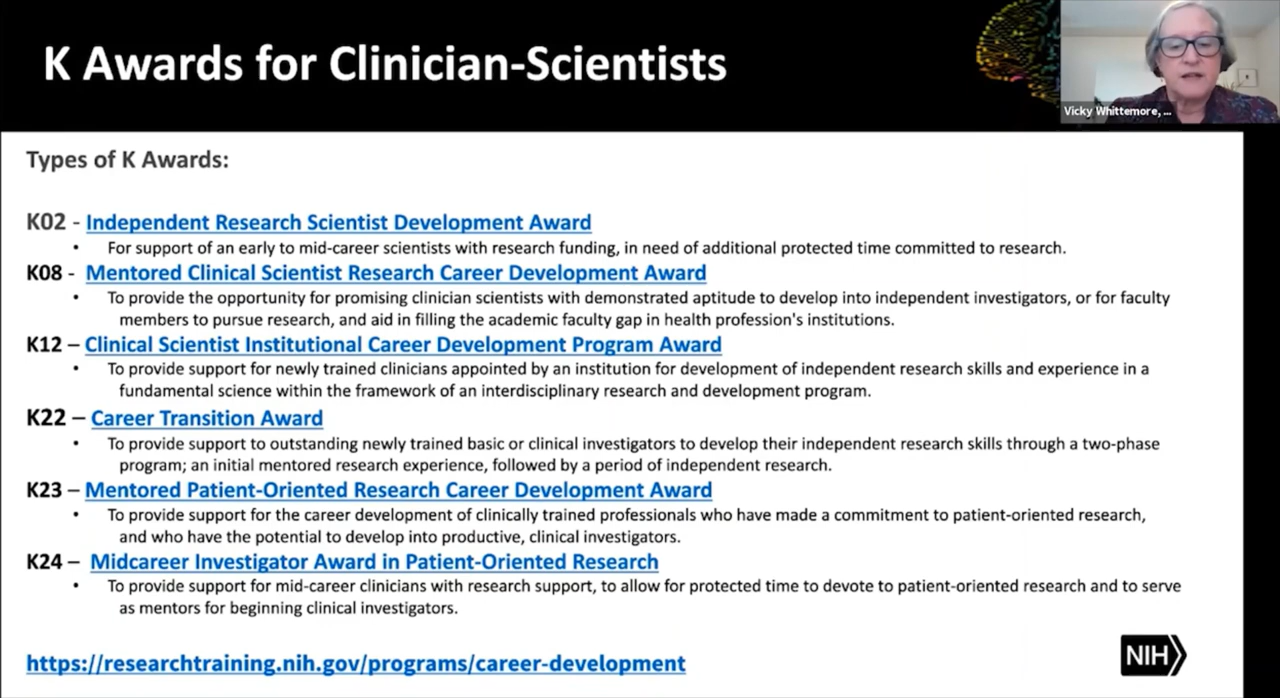 K Awards for Clinician-Scientists
Vicky Whittemore, ...
Types of K Awards:
K02 - Independent Research Scientist Development Award
• For support of an early to mid-career scientists with research funding, in need of additional protected time committed to research.
K08 - Mentored Clinical Scientist Research Career Development Award
• To provide the opportunity for promising clinician scientists with demonstrated aptitude to develop into independent investigators, or for faculty
members to pursue research, and aid in filling the academic faculty gap in health profession's institutions.
K12 – Clinical Scientist Institutional Career Development Program Award
• To provide support for newly trained clinicians appointed by an institution for development of independent research skills and experience in a
fundamental science within the framework of an interdisciplinary research and development program.
K22 – Career Transition Award
• To provide support to outstanding newly trained basic or clinical investigators to develop their independent research skills through a two-phase
program; an initial mentored research experience, followed by a period of independent research.
K23 – Mentored Patient-Oriented Research Career Development Award
• To provide support for the career development of clinically trained professionals who have made a commitment to patient-oriented research,
and who have the potential to develop into productive, clinical investigators.
K24 – Midcareer Investigator Award in Patient-Oriented Research
• To provide support for mid-career clinicians with research support, to allow for protected time to devote to patient-oriented research and to serve
as mentors for beginning clinical investigators.
https://researchtraining.nih.gov/programs/career-development
NIH